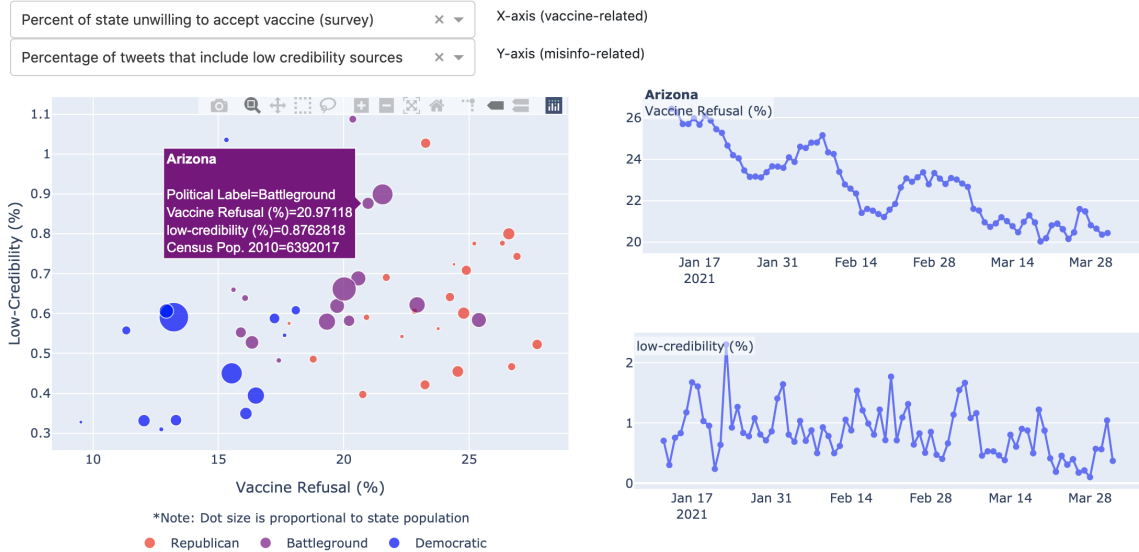 Percent of state unwilling to accept vaccine (survey)
X-axis (vaccine-related)
Percentage of tweets that include low credibility sources
Y-axis (misinfo-related)
1.1
1
0.9
0.8
0.7
0.6
0.5
0.4
0.3
Low-Credibility (%)
Arizona
Political Label=Battleground
Vaccine Refusal (%)=20.97118
low-credibility (%)=0.8762818
Census Pop. 2010=6392017
10
15
20
25
Vaccine Refusal (%)
*Note: Dot size is proportional to state population
Republican
Battleground
Democratic
Arizona
Vaccine Refusal (%)
26
24
22
20
Jan 17
2021
Jan 31
Feb 14
Feb 28
Mar 14
Mar 28
low-credibility (%)
2
1
0
Jan 17
2021
Jan 31
Feb 14
Feb 28
Mar 14
Mar 28